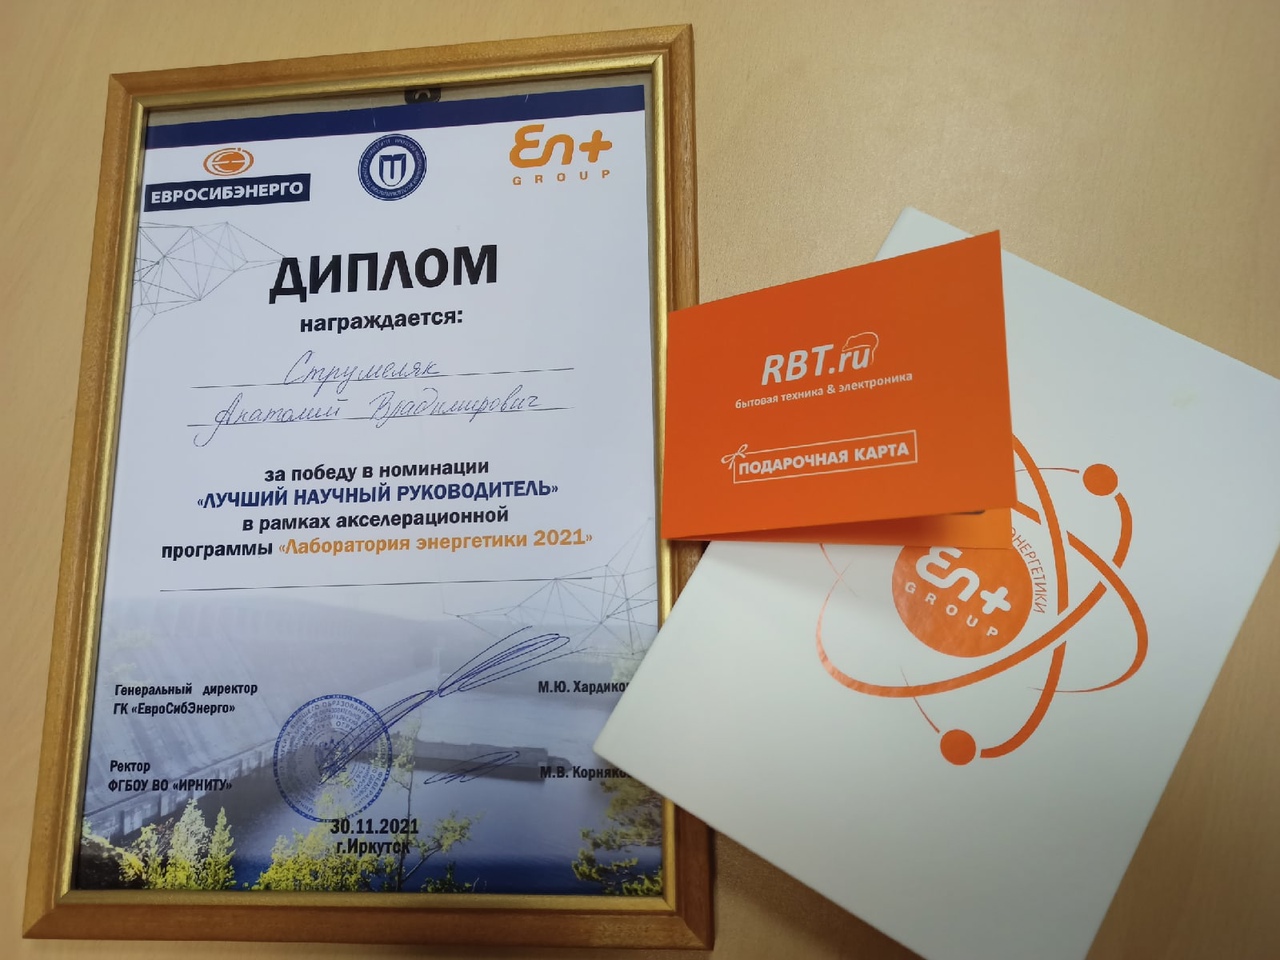 ЕВРОСИБЭНЕРГО
En+
GROUP
ДИПЛОМ
награждается:
Струмеляк
Анатолий Владимирович
за победу в номинации
«ЛУЧШИЙ НАУЧНЫЙ РУКОВОДИТЕЛЬ»
в рамках акселерационной
программы «Лаборатория энергетики 2021»
Генеральный директор
ГК «ЕвроСибЭнерго»
М.Ю. Хардиков
Ректор
ФГБОУ ВО «ИРНИТУ»
М.В. Корняков
30.11.2021
г.Иркутск
RBT.ru
бытовая техника & электроника
ПОДАРОЧНАЯ КАРТА
ЭНЕРГЕТИКИ
En+
GROUP